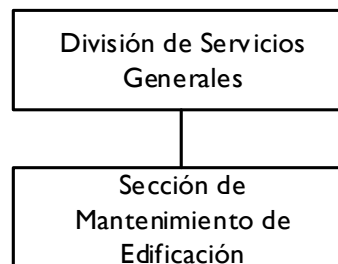 División de Servicios
Generales
Sección de
Mantenimiento de
Edificación